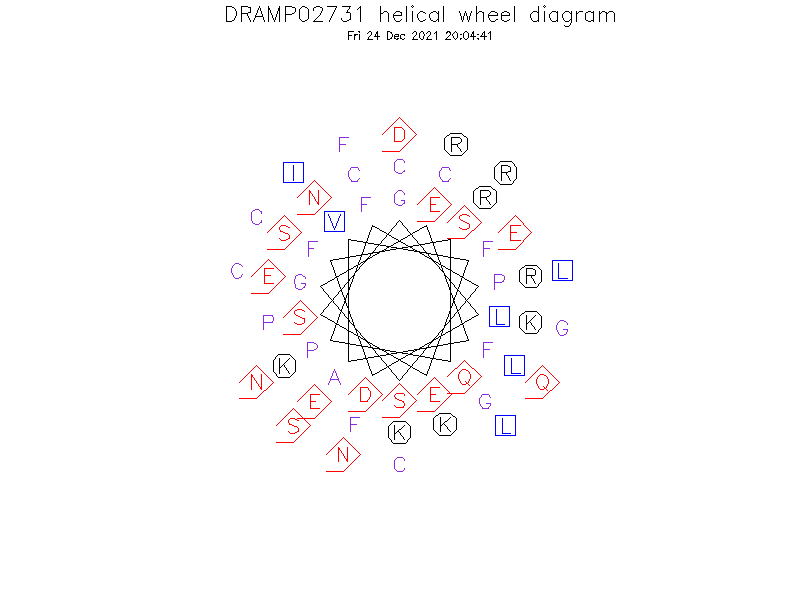 DRAMP02731 helical wheel diagram
Fri 24 Dec 2021 20:04:41
D
F R
C
C C
I R
N F G E R
C V S
S E
F F
C E G P R L
P S L K G
P F
K L
N A Q Q
E D S E G
S F K K L
N C